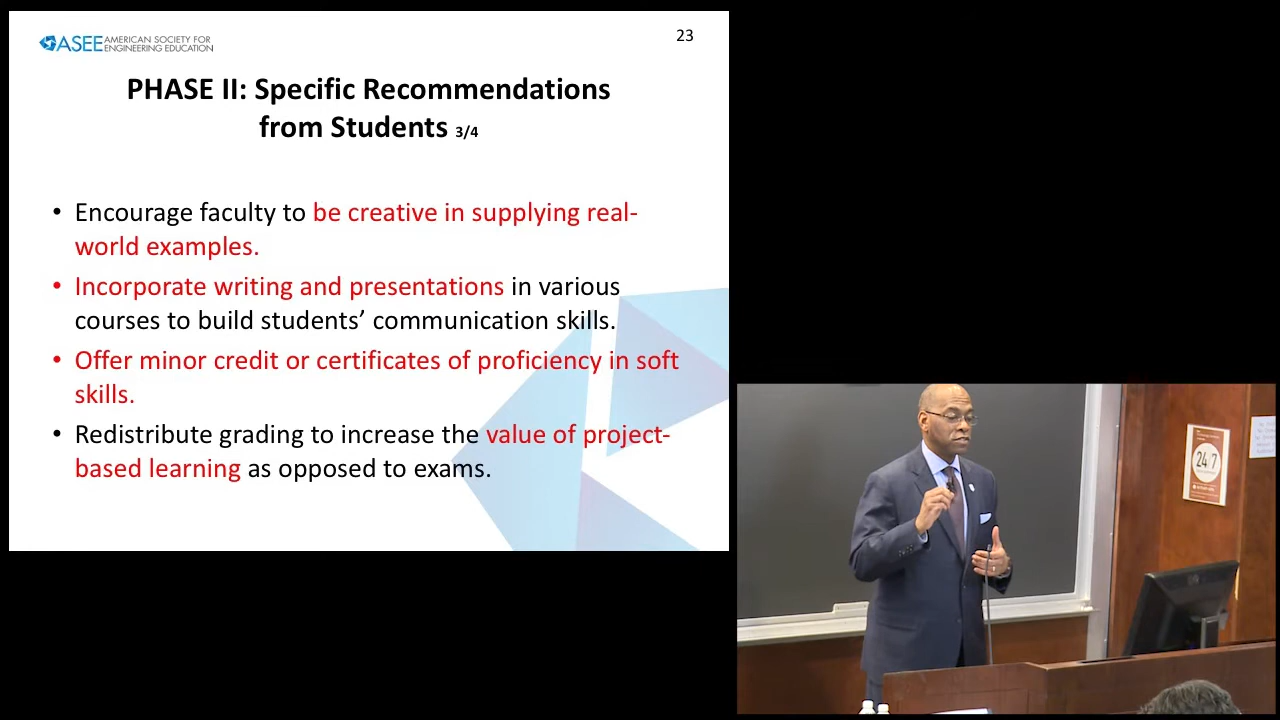 ASEE AMERICAN SOCIETY FOR
ENGINEERING EDUCATION
23
PHASE II: Specific Recommendations
from Students 3/4
• Encourage faculty to be creative in supplying real-
world examples.
• Incorporate writing and presentations in various
courses to build students’ communication skills.
• Offer minor credit or certificates of proficiency in soft
skills.
• Redistribute grading to increase the value of project-
based learning as opposed to exams.
24 7